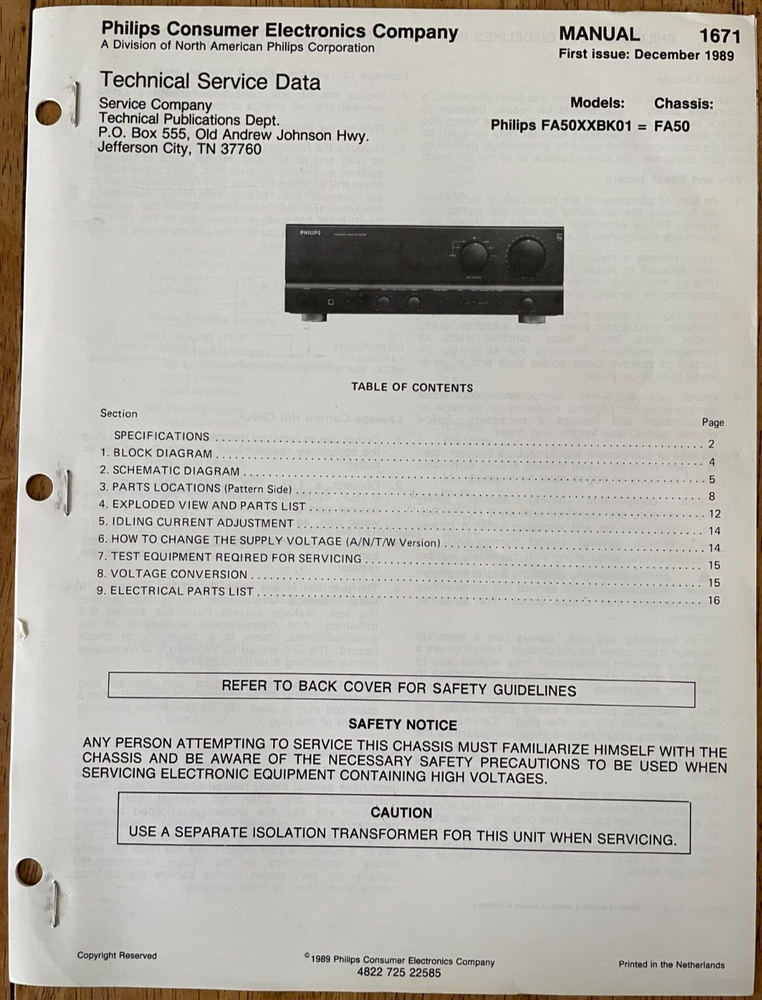 Philips Consumer Electronics Company
A Division of North American Philips Corporation
MANUAL 1671
First issue: December 1989
Technical Service Data
Service Company
Technical Publications Dept.
P.O. Box 555, Old Andrew Johnson Hwy.
Jefferson City, TN 37760
Models: Chassis:
Philips FA50XXBK01 = FA50
PHILIPS
TABLE OF CONTENTS
Section Page
SPECIFICATIONS 2
1. BLOCK DIAGRAM 4
2. SCHEMATIC DIAGRAM 5
3. PARTS LOCATIONS (Pattern Side) 8
4. EXPLODED VIEW AND PARTS LIST 12
5. IDLING CURRENT ADJUSTMENT 14
6. HOW TO CHANGE THE SUPPLY VOLTAGE (A/N/T/W Version) 14
7. TEST EQUIPMENT REQIRED FOR SERVICING 15
8. VOLTAGE CONVERSION 15
9. ELECTRICAL PARTS LIST 16
REFER TO BACK COVER FOR SAFETY GUIDELINES
SAFETY NOTICE
ANY PERSON ATTEMPTING TO SERVICE THIS CHASSIS MUST FAMILIARIZE HIMSELF WITH THE
CHASSIS AND BE AWARE OF THE NECESSARY SAFETY PRECAUTIONS TO BE USED WHEN
SERVICING ELECTRONIC EQUIPMENT CONTAINING HIGH VOLTAGES.
CAUTION
USE A SEPARATE ISOLATION TRANSFORMER FOR THIS UNIT WHEN SERVICING.
Copyright Reserved
©1989 Philips Consumer Electronics Company
4822 725 22585
Printed in the Netherlands